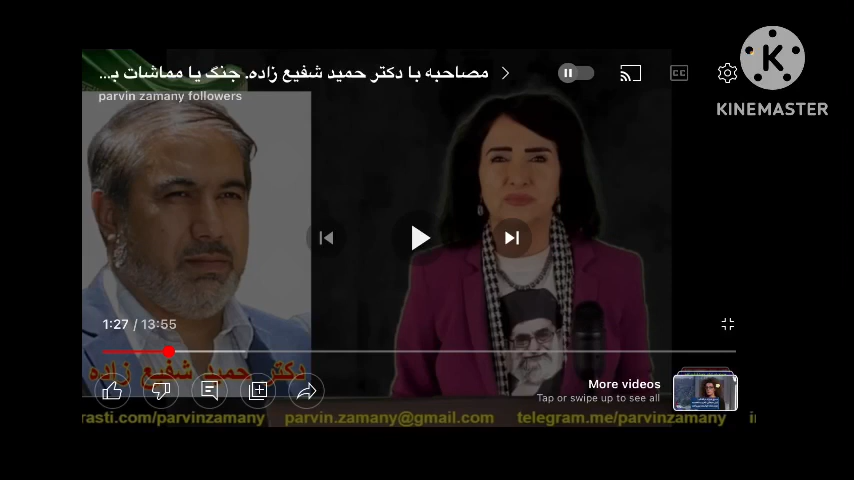 مصاحبه با دکتر حمید شفیع زاده. جنگ یا مماشات ب...
parvin zamany followers
CC
K
KINEMASTER
1:27 / 13:55
دکتر حمید شفیع زاده
More videos
Tap or swipe up to see all
rasti.com/parvinzamany parvin.zamany@gmail.com telegram.me/parvinzamany